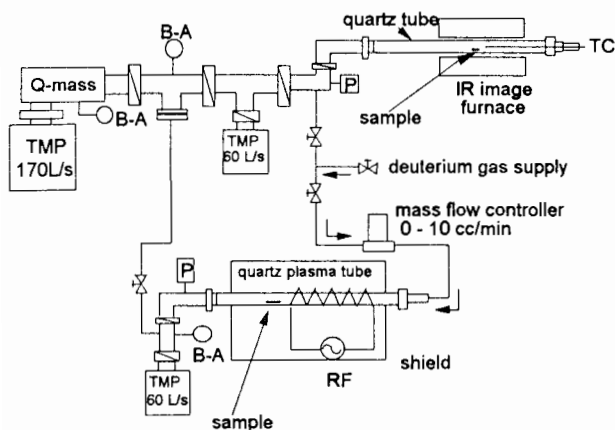 quartz tube
B-A
TC
Q-mass
P
B-A
IR image
furnace
sample
TMP
170L/s
TMP
60 L/s
deuterium gas supply
mass flow controller
0 - 10 cc/min
quartz plasma tube
P
B-A
shield
RF
TMP
60 L/s
sample